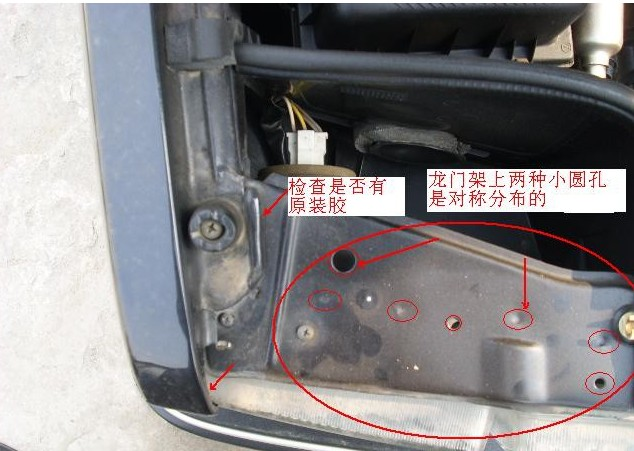 检查是否有
原装胶
龙门架上两种小圆孔
是对称分布的